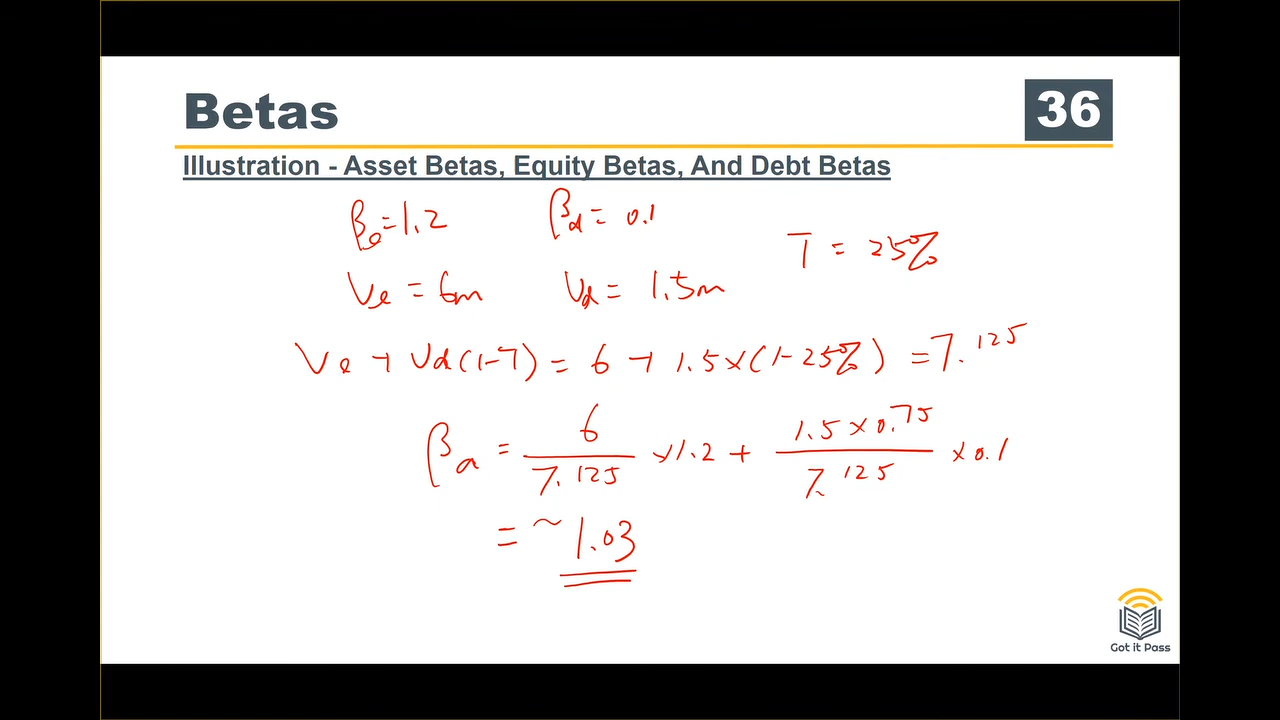 Betas
36
Illustration - Asset Betas, Equity Betas, And Debt Betas
βe = 1.2 βd = 0.1
T = 25%
Ve = 6m Vd = 1.5m
Ve + Vd(1-T) = 6 + 1.5×(1-25%) = 7.125
βa = 6/7.125 ×1.2 + 1.5×0.75/7.125 ×0.1
= ~1.03
Got it Pass